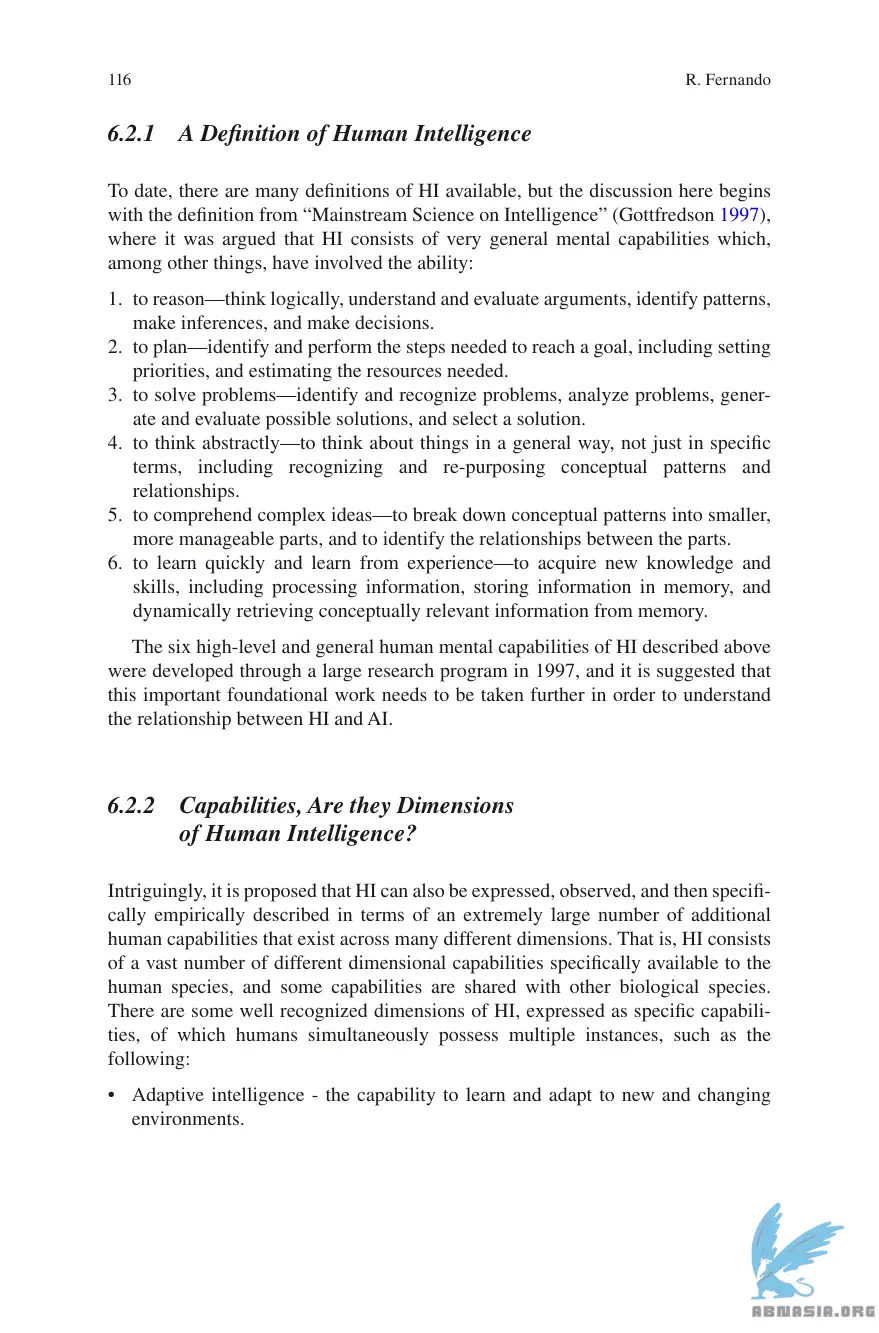 116
R. Fernando
6.2.1 A Definition of Human Intelligence
To date, there are many definitions of HI available, but the discussion here begins
with the definition from “Mainstream Science on Intelligence” (Gottfredson 1997),
where it was argued that HI consists of very general mental capabilities which,
among other things, have involved the ability:
1. to reason—think logically, understand and evaluate arguments, identify patterns,
make inferences, and make decisions.
2. to plan—identify and perform the steps needed to reach a goal, including setting
priorities, and estimating the resources needed.
3. to solve problems—identify and recognize problems, analyze problems, gener-
ate and evaluate possible solutions, and select a solution.
4. to think abstractly—to think about things in a general way, not just in specific
terms, including recognizing and re-purposing conceptual patterns and
relationships.
5. to comprehend complex ideas—to break down conceptual patterns into smaller,
more manageable parts, and to identify the relationships between the parts.
6. to learn quickly and learn from experience—to acquire new knowledge and
skills, including processing information, storing information in memory, and
dynamically retrieving conceptually relevant information from memory.
The six high-level and general human mental capabilities of HI described above
were developed through a large research program in 1997, and it is suggested that
this important foundational work needs to be taken further in order to understand
the relationship between HI and AI.
6.2.2 Capabilities, Are they Dimensions
of Human Intelligence?
Intriguingly, it is proposed that HI can also be expressed, observed, and then specifi-
cally empirically described in terms of an extremely large number of additional
human capabilities that exist across many different dimensions. That is, HI consists
of a vast number of different dimensional capabilities specifically available to the
human species, and some capabilities are shared with other biological species.
There are some well recognized dimensions of HI, expressed as specific capabili-
ties, of which humans simultaneously possess multiple instances, such as the
following:
• Adaptive intelligence - the capability to learn and adapt to new and changing
environments.
ABNASIA.ORG